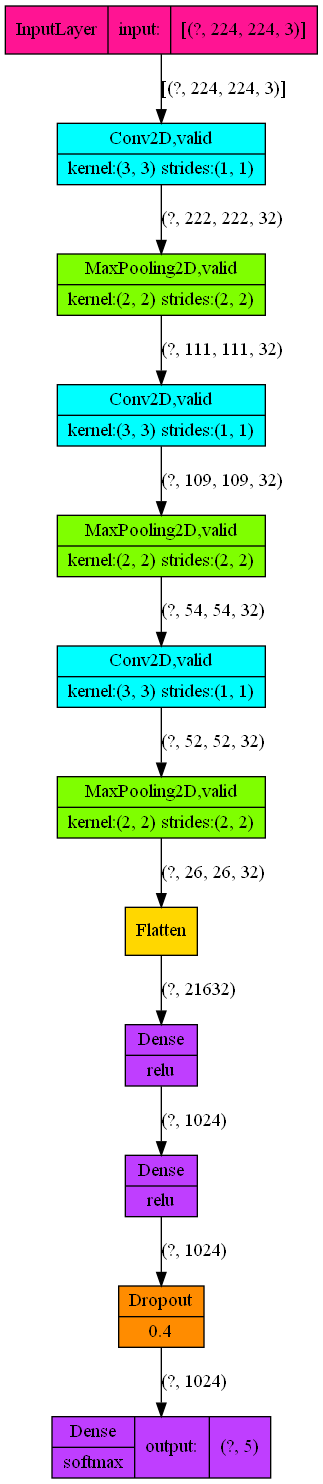 InputLayer input: [(?, 224, 224, 3)]
[(?, 224, 224, 3)]
Conv2D,valid
kernel:(3, 3) strides:(1, 1)
(?, 222, 222, 32)
MaxPooling2D,valid
kernel:(2, 2) strides:(2, 2)
(?, 111, 111, 32)
Conv2D,valid
kernel:(3, 3) strides:(1, 1)
(?, 109, 109, 32)
MaxPooling2D,valid
kernel:(2, 2) strides:(2, 2)
(?, 54, 54, 32)
Conv2D,valid
kernel:(3, 3) strides:(1, 1)
(?, 52, 52, 32)
MaxPooling2D,valid
kernel:(2, 2) strides:(2, 2)
(?, 26, 26, 32)
Flatten
(?, 21632)
Dense
relu
(?, 1024)
Dense
relu
(?, 1024)
Dropout
0.4
(?, 1024)
Dense
softmax
output: (?, 5)